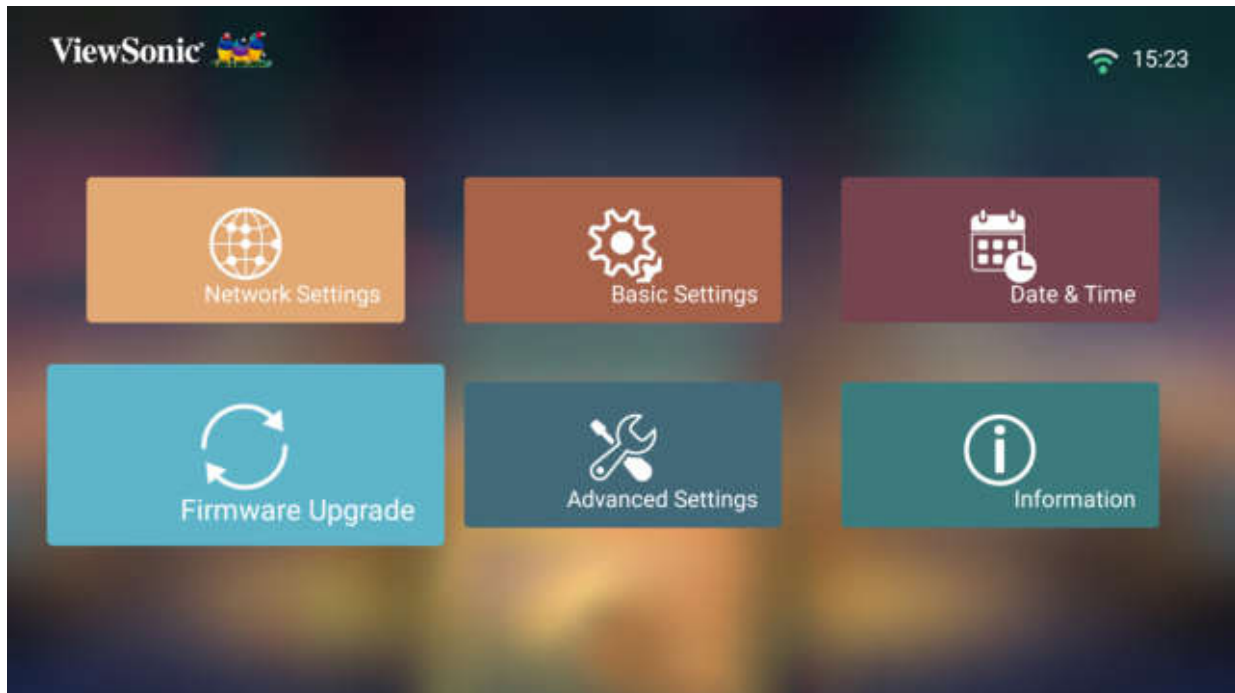 ViewSonic
15:23
Network Settings
Basic Settings
Date & Time
Firmware Upgrade
Advanced Settings
Information